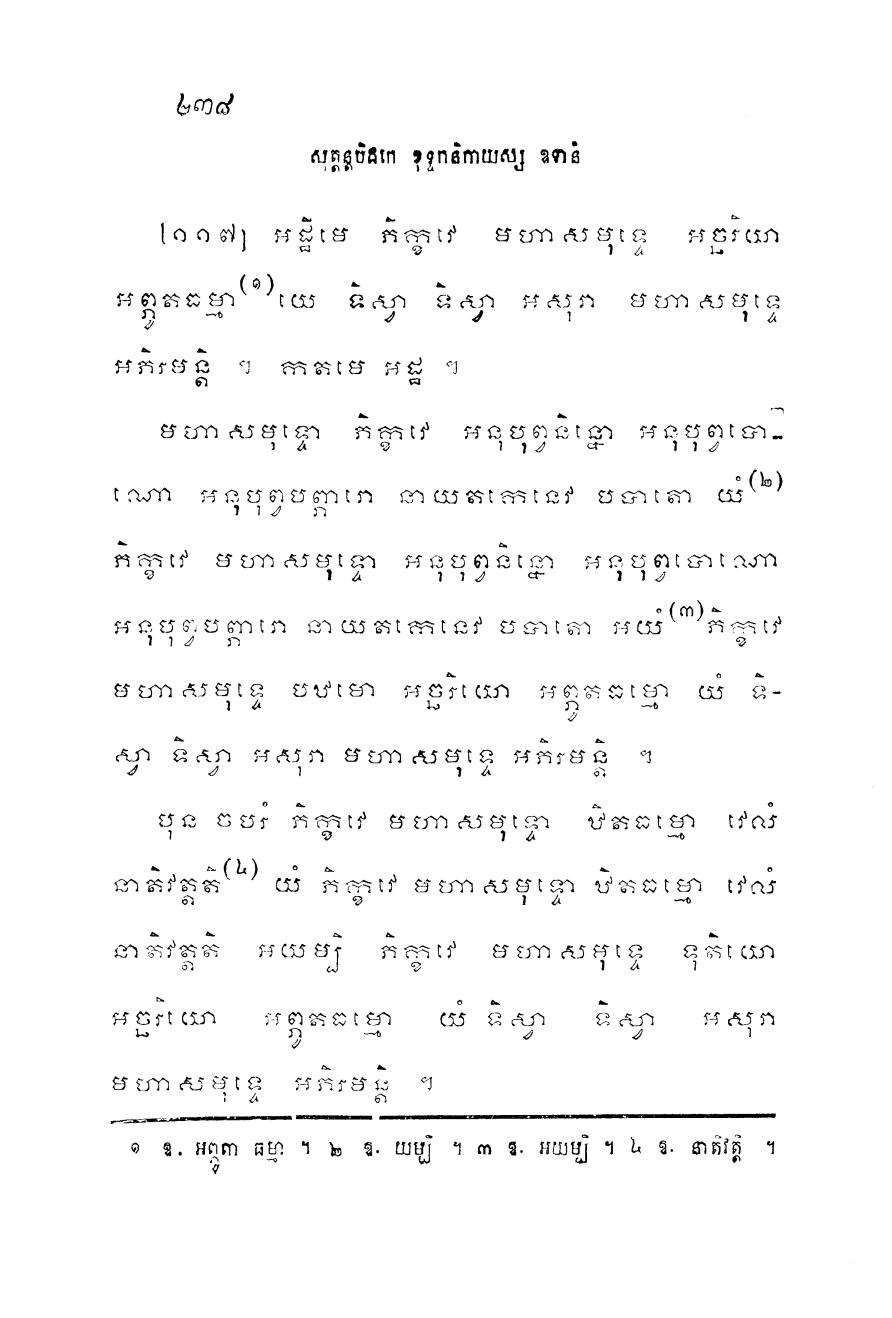 ២៣៨
សុត្តន្តបិដកេ ខុទ្ទកនិកាយស្ស ឧទានំ
[១១៧] អដ្ឋិមេ ភិក្ខវេ មហាសមុទ្ទេ អច្ឆរិយា
អព្ភូតធម្មា(១) យេ ទិស្វា ទិស្វា អសុរា មហាសមុទ្ទេ
អភិរមន្តិ ។ កតមេ អដ្ឋ ។
មហាសមុទ្ទោ ភិក្ខវេ អនុបុព្វនិន្នោ អនុបុព្វបោ-
ណោ អនុបុព្វបព្ភារោ នាយតកេនេវ បបាតោ យំ(២)
ភិក្ខវេ មហាសមុទ្ទោ អនុបុព្វនិន្នោ អនុបុព្វបោណោ
អនុបុព្វបព្ភារោ នាយតកេនេវ បបាតោ អយំ(៣) ភិក្ខវេ
មហាសមុទ្ទេ បឋមោ អច្ឆរិយោ អព្ភូតធម្មោ យំ ទិ-
ស្វា ទិស្វា អសុរា មហាសមុទ្ទេ អភិរមន្តិ ។
បុន ចបរំ ភិក្ខវេ មហាសមុទ្ទោ ឋិតធម្មោ វេលំ
នាតិវត្តតិ(៤) យំ ភិក្ខវេ មហាសមុទ្ទោ ឋិតធម្មោ វេលំ
នាតិវត្តតិ អយម្បិ ភិក្ខវេ មហាសមុទ្ទេ ទុតិយោ
អច្ឆរិយោ អព្ភូតធម្មោ យំ ទិស្វា ទិស្វា អសុរា
មហាសមុទ្ទេ អភិរមន្តិ ។
១ ឱ. អព្ភូតា ធម្មា ។ ២ ឱ. យម្បិ ។ ៣ ឱ. អយម្បិ ។ ៤ ឱ. នាតិវត្តិ ។